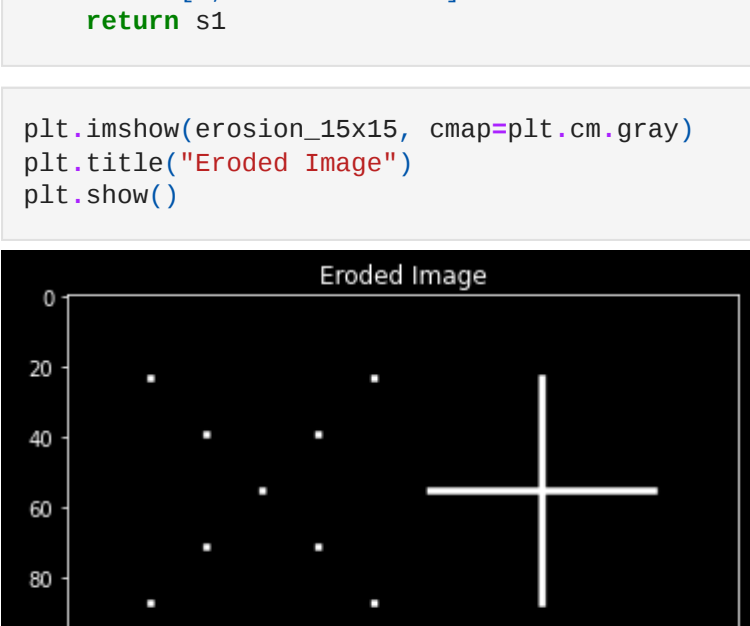 return s1
plt.imshow(erosion_15x15, cmap=plt.cm.gray)
plt.title("Eroded Image")
plt.show()
Eroded Image
0
20
40
60
80